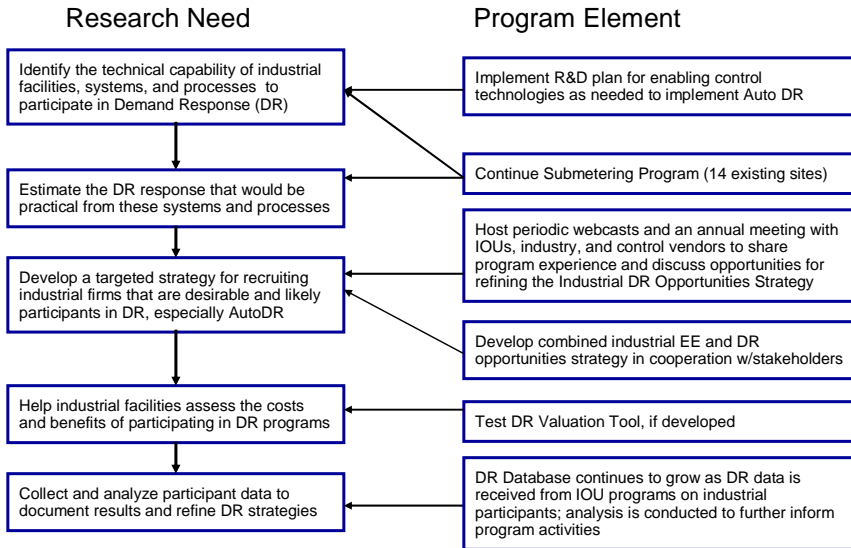 Research Need
Program Element
Identify the technical capability of industrial
facilities, systems, and processes to
participate in Demand Response (DR)
Implement R&D plan for enabling control
technologies as needed to implement Auto DR
Continue Submetering Program (14 existing sites)
Estimate the DR response that would be
practical from these systems and processes
Host periodic webcasts and an annual meeting with
IOUs, industry, and control vendors to share
program experience and discuss opportunities for
refining the Industrial DR Opportunities Strategy
Develop a targeted strategy for recruiting
industrial firms that are desirable and likely
participants in DR, especially AutoDR
Develop combined industrial EE and DR
opportunities strategy in cooperation w/stakeholders
Help industrial facilities assess the costs
and benefits of participating in DR programs
Test DR Valuation Tool, if developed
Collect and analyze participant data to
document results and refine DR strategies
DR Database continues to grow as DR data is
received from IOU programs on industrial
participants; analysis is conducted to further inform
program activities